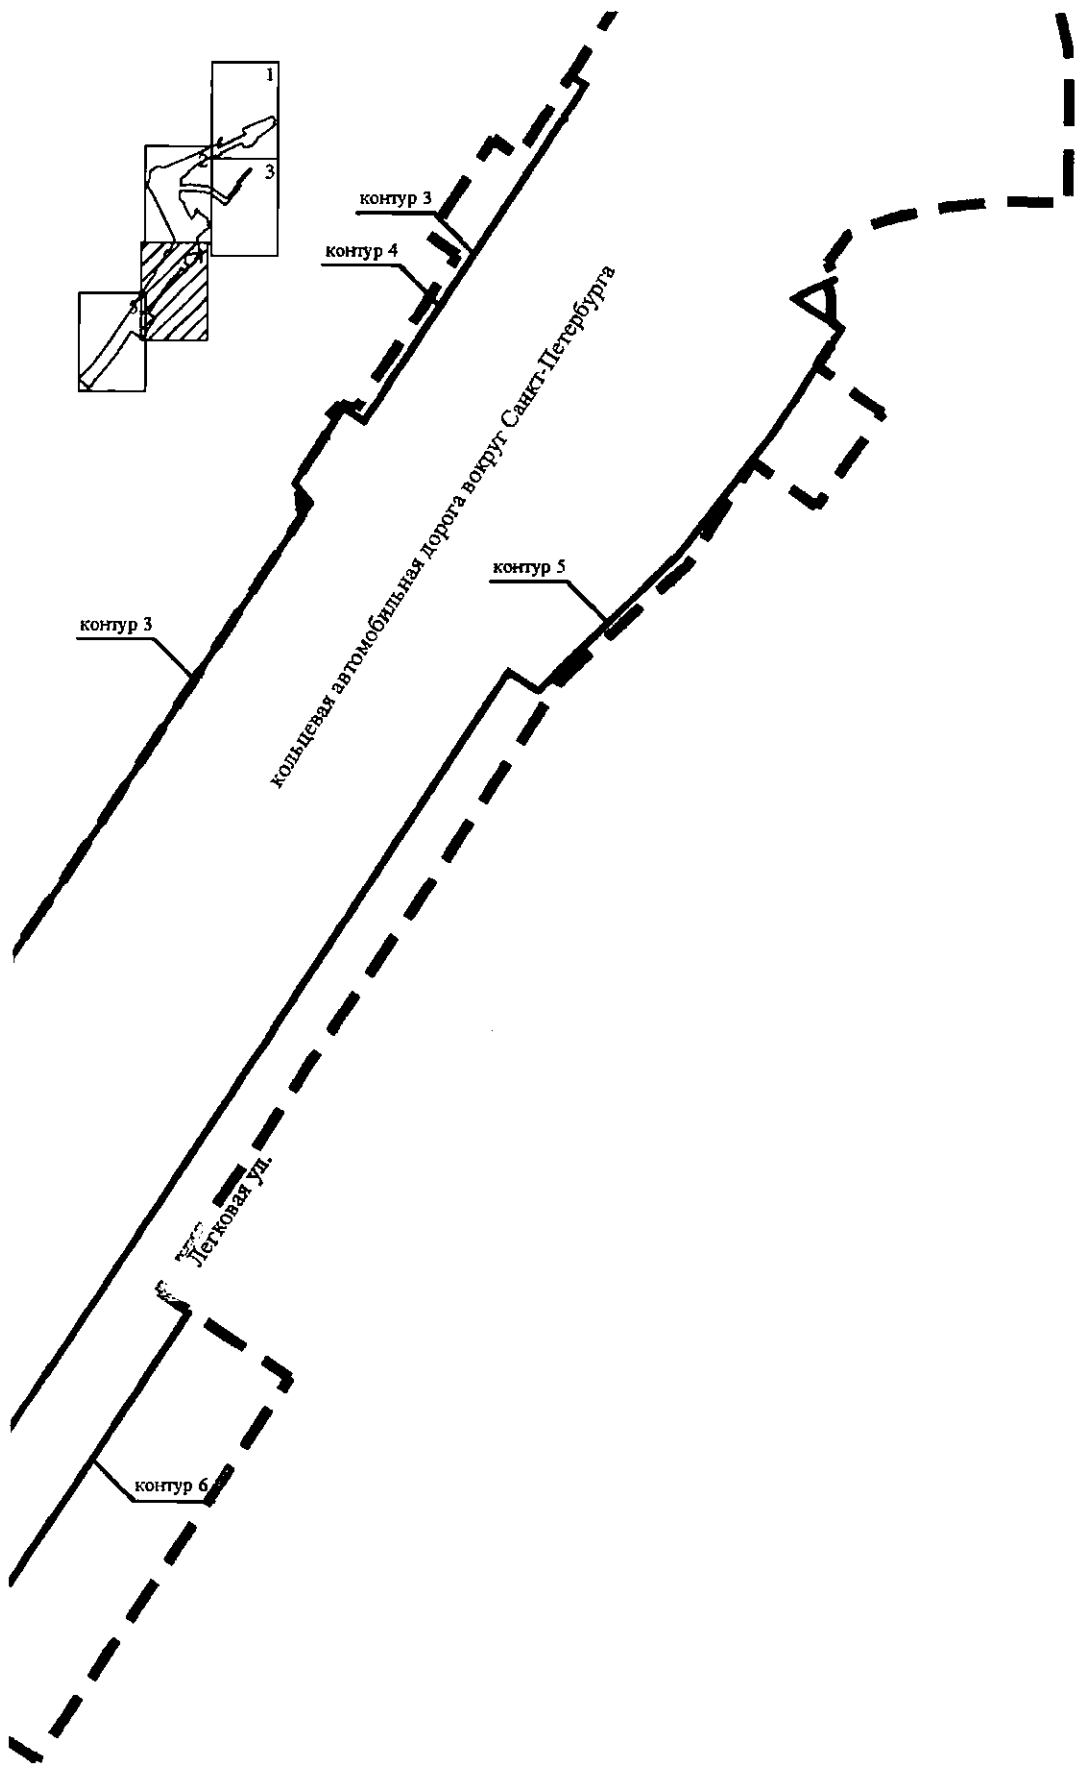 1
2
3
контур 3
контур 4
кольцевая автомобильная дорога вокруг Санкт-Петербурга
контур 5
контур 3
Легковая ул.
контур 6